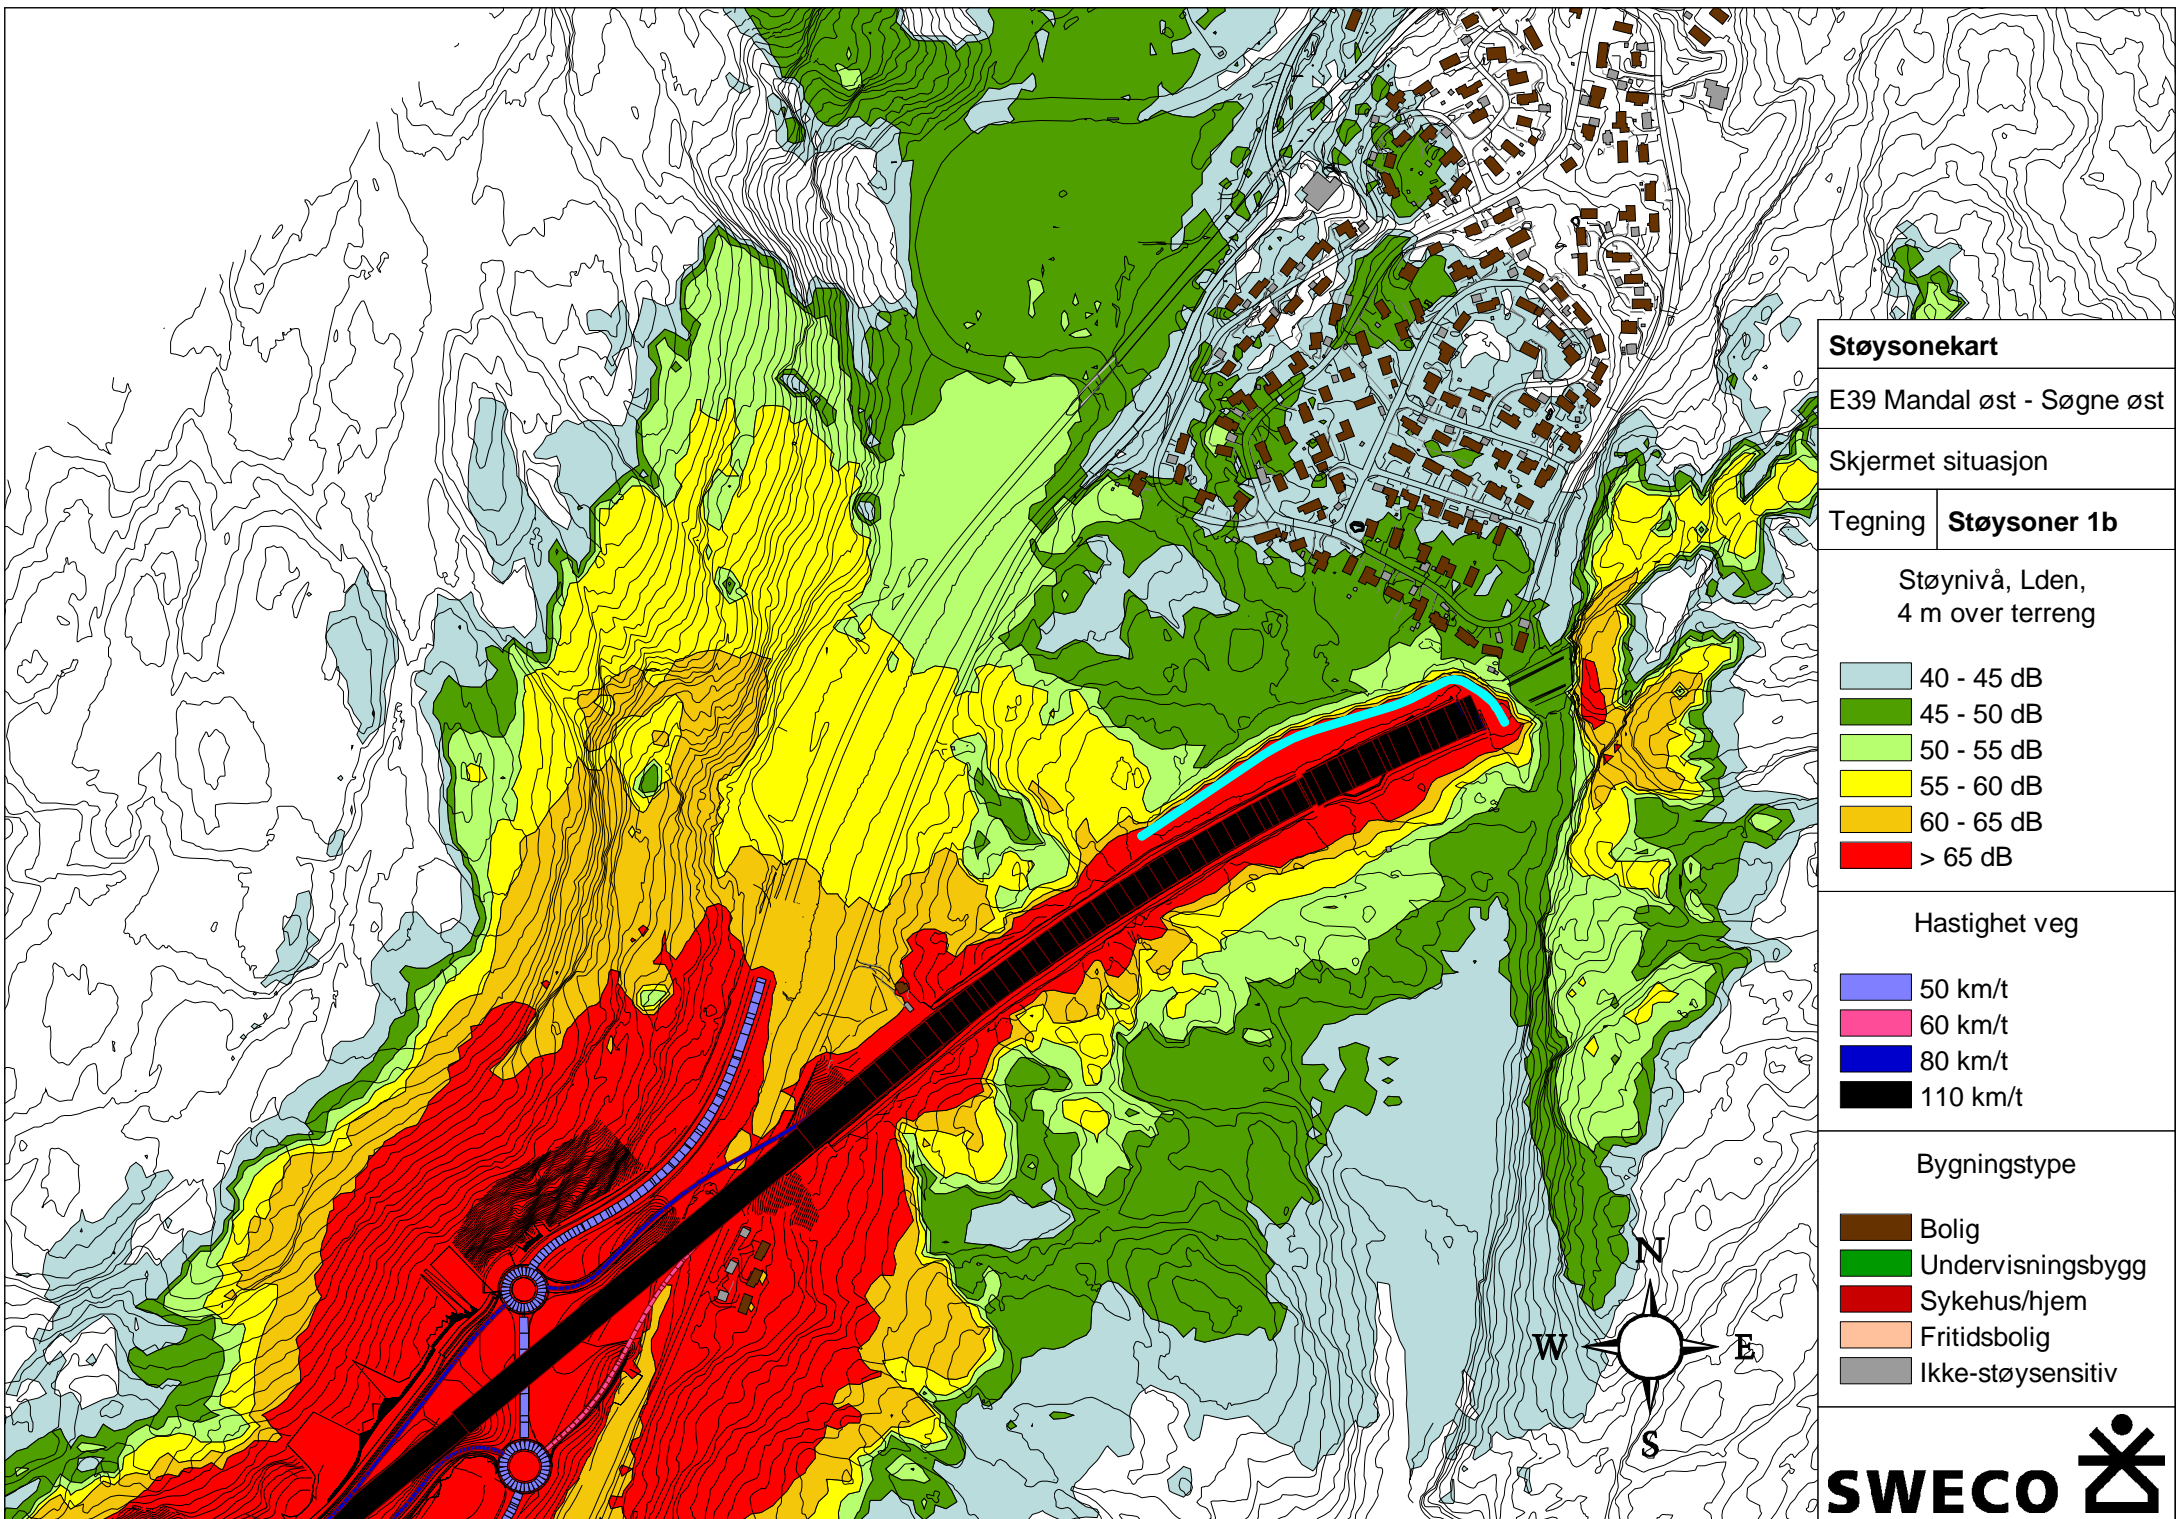 Støysonekart
E39 Mandal øst - Søgne øst
Skjermet situasjon
Tegning Støysoner 1b
Støynivå, Lden,
4 m over terreng
40 - 45 dB
45 - 50 dB
50 - 55 dB
55 - 60 dB
60 - 65 dB
> 65 dB
Hastighet veg
50 km/t
60 km/t
80 km/t
110 km/t
Bygningstype
Bolig
Undervisningsbygg
Sykehus/hjem
Fritidsbolig
Ikke-støysensitiv
N
W E
S
SWECO